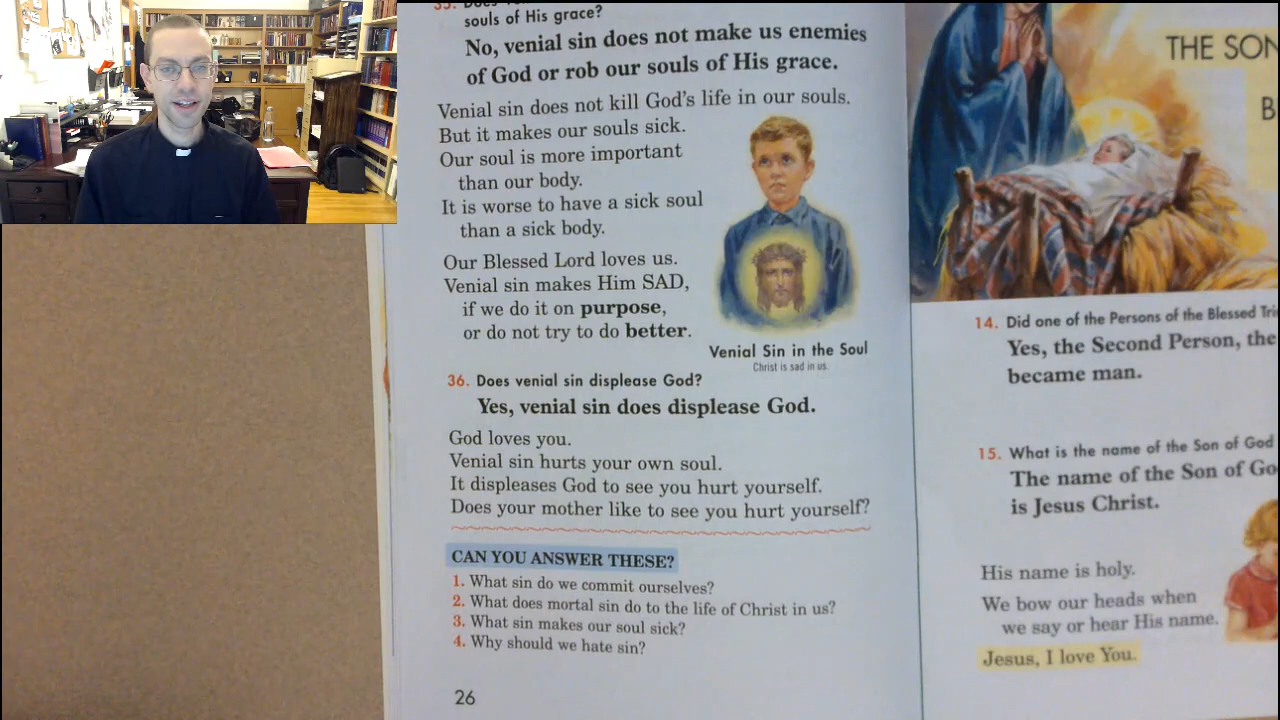 35.
souls of His grace?
No, venial sin does not make us enemies
of God or rob our souls of His grace.
Venial sin does not kill God's life in our souls.
But it makes our souls sick.
Our soul is more important
than our body.
It is worse to have a sick soul
than a sick body.
Our Blessed Lord loves us.
Venial sin makes Him SAD,
if we do it on purpose,
or do not try to do better.
Venial Sin in the Soul
Christ is sad in us.
36. Does venial sin displease God?
Yes, venial sin does displease God.
God loves you.
Venial sin hurts your own soul.
It displeases God to see you hurt yourself.
Does your mother like to see you hurt yourself?
CAN YOU ANSWER THESE?
1. What sin do we commit ourselves?
2. What does mortal sin do to the life of Christ in us?
3. What sin makes our soul sick?
4. Why should we hate sin?
26
THE SON
B
14. Did one of the Persons of the Blessed Tri
Yes, the Second Person, the
became man.
15. What is the name of the Son of God
The name of the Son of Go
is Jesus Christ.
His name is holy.
We bow our heads when
we say or hear His name.
Jesus, I love You.